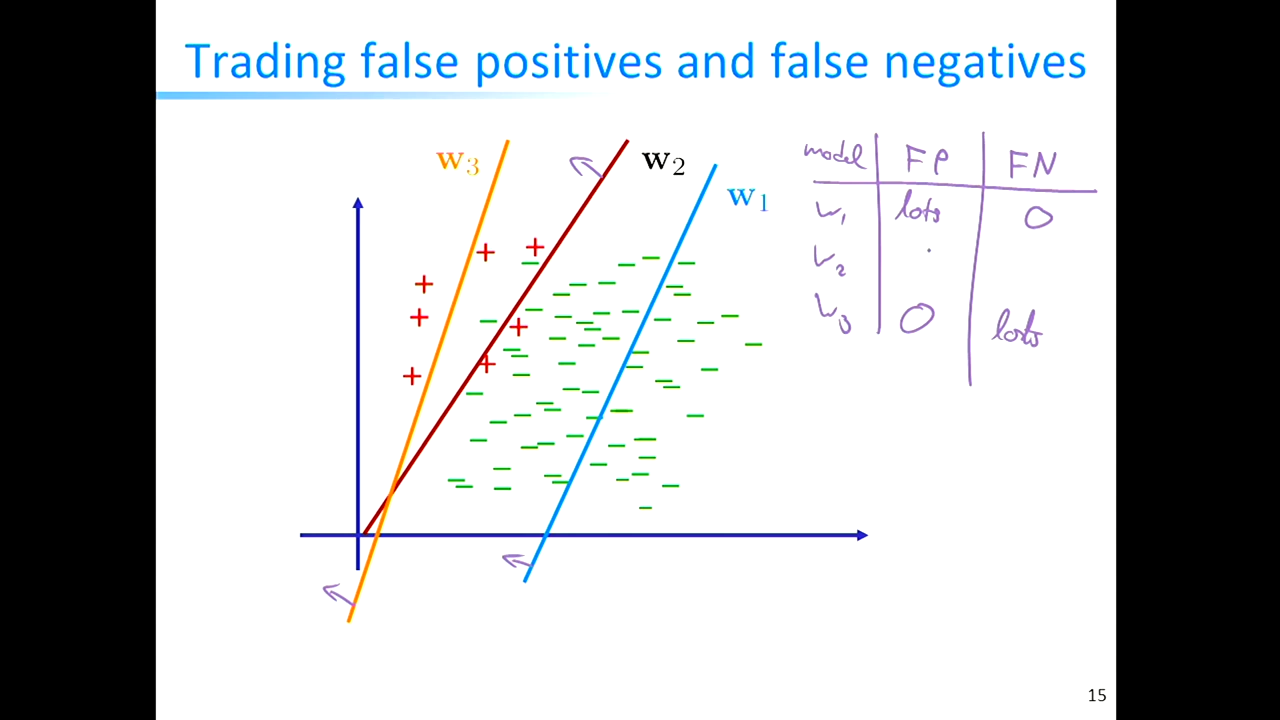 Trading false positives and false negatives
w₃
w₂
w₁
model FP FN
w₁ lots 0
w₂
w₃ 0 lots
15